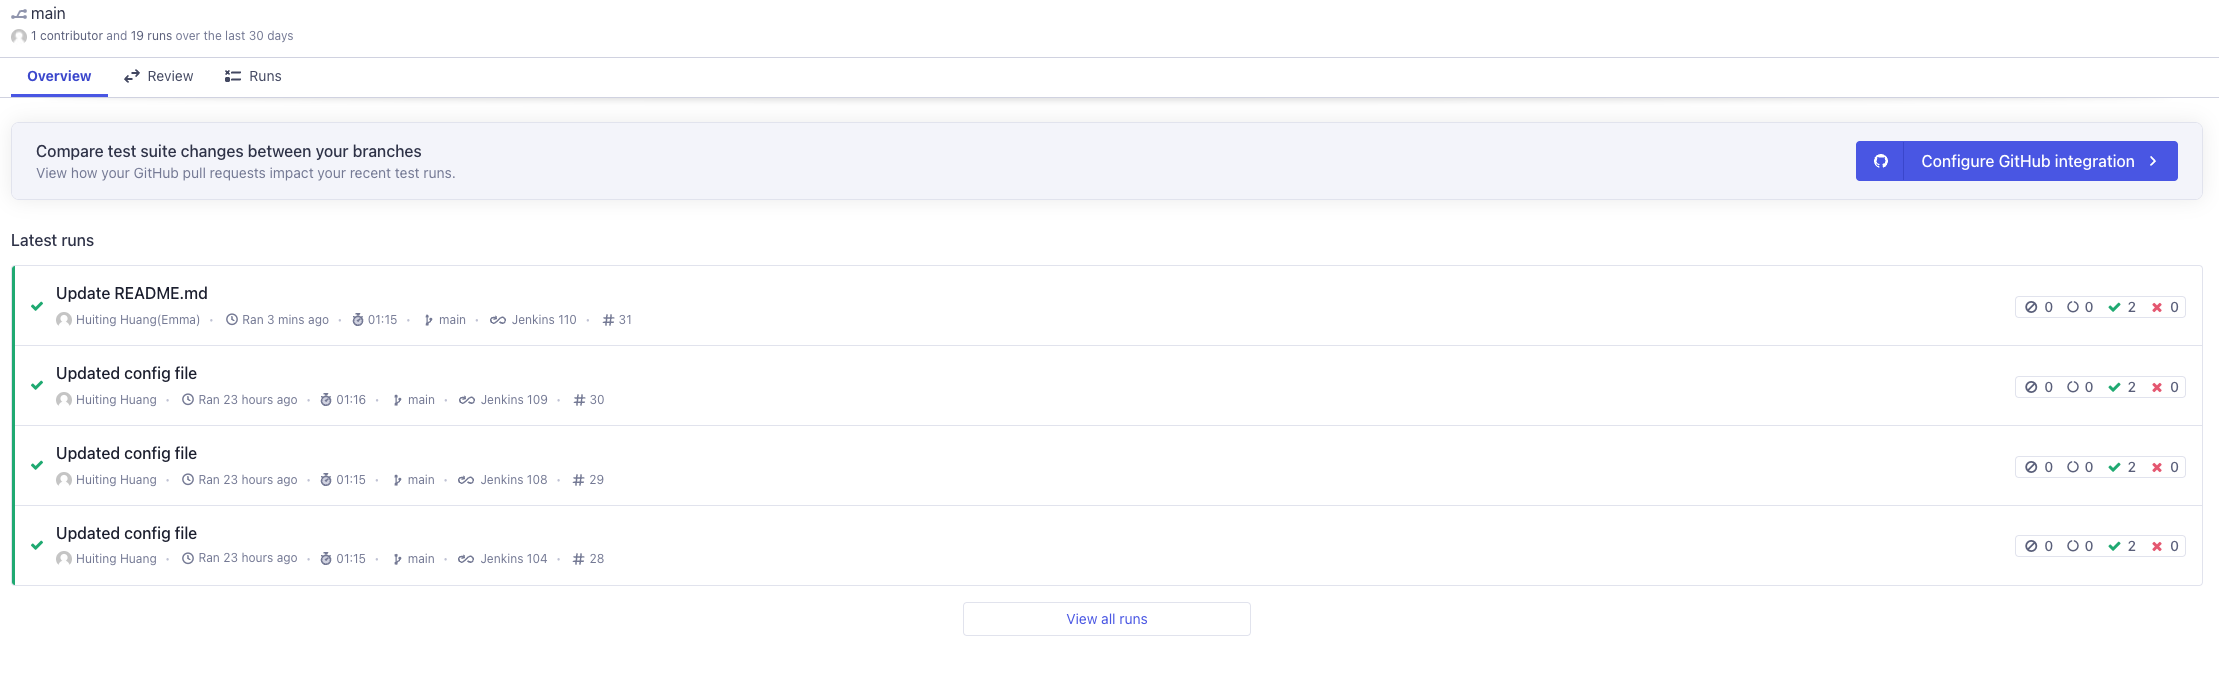 main
1 contributor and 19 runs over the last 30 days
Overview Review Runs
Compare test suite changes between your branches
View how your GitHub pull requests impact your recent test runs.
Configure GitHub integration
Latest runs
Update README.md
Huiting Huang(Emma) · Ran 3 mins ago · 01:15 · main · Jenkins 110 · # 31
0 0 2 0
Updated config file
Huiting Huang · Ran 23 hours ago · 01:16 · main · Jenkins 109 · # 30
0 0 2 0
Updated config file
Huiting Huang · Ran 23 hours ago · 01:15 · main · Jenkins 108 · # 29
0 0 2 0
Updated config file
Huiting Huang · Ran 23 hours ago · 01:15 · main · Jenkins 104 · # 28
0 0 2 0
View all runs